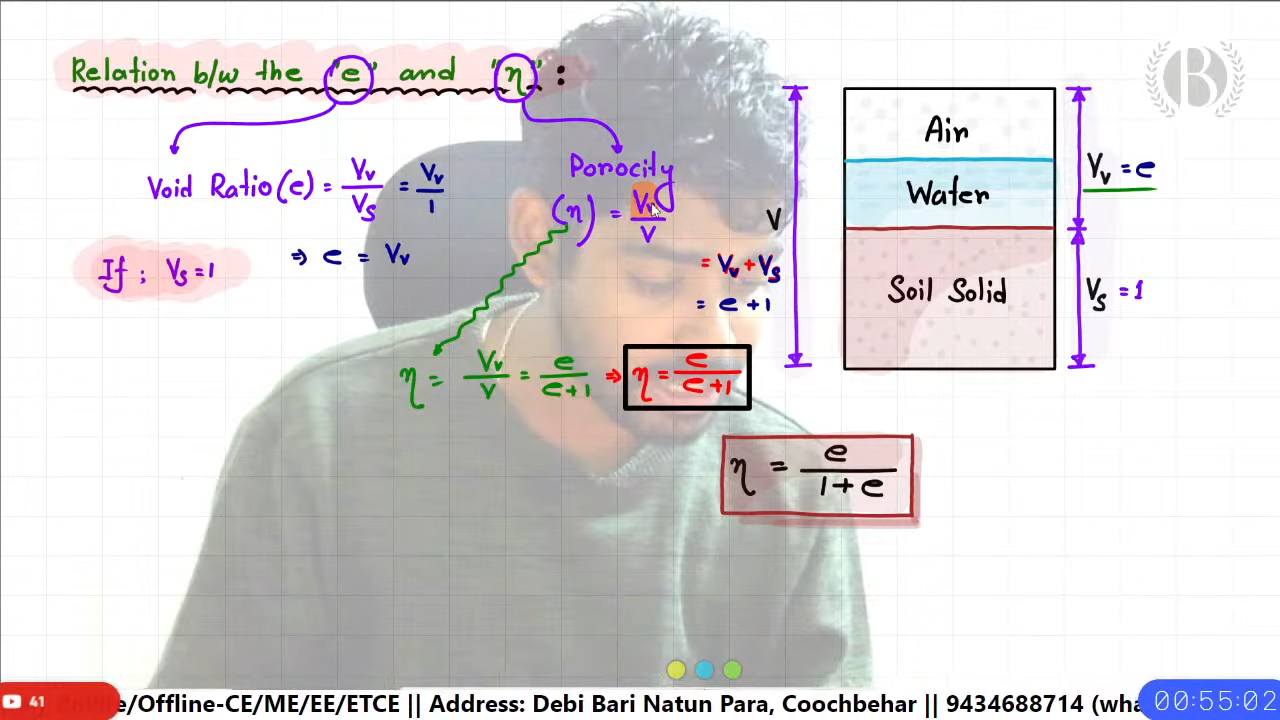 Relation b/w the "e" and "η" :
Void Ratio (e) = Vv/Vs = Vv/1
Porocity
(η) = Vv/V
If ; Vs = 1
⇒ e = Vv
V
= Vv + Vs
= e + 1
η = Vv/V = e/e+1 ⇒ η = e/e+1
η = e/1+e
Air
Water
Soil Solid
Vv = e
Vs = 1
B
41
/Offline-CE/ME/EE/ETCE || Address: Debi Bari Natun Para, Coochbehar || 9434688714 (wha
00:55:02